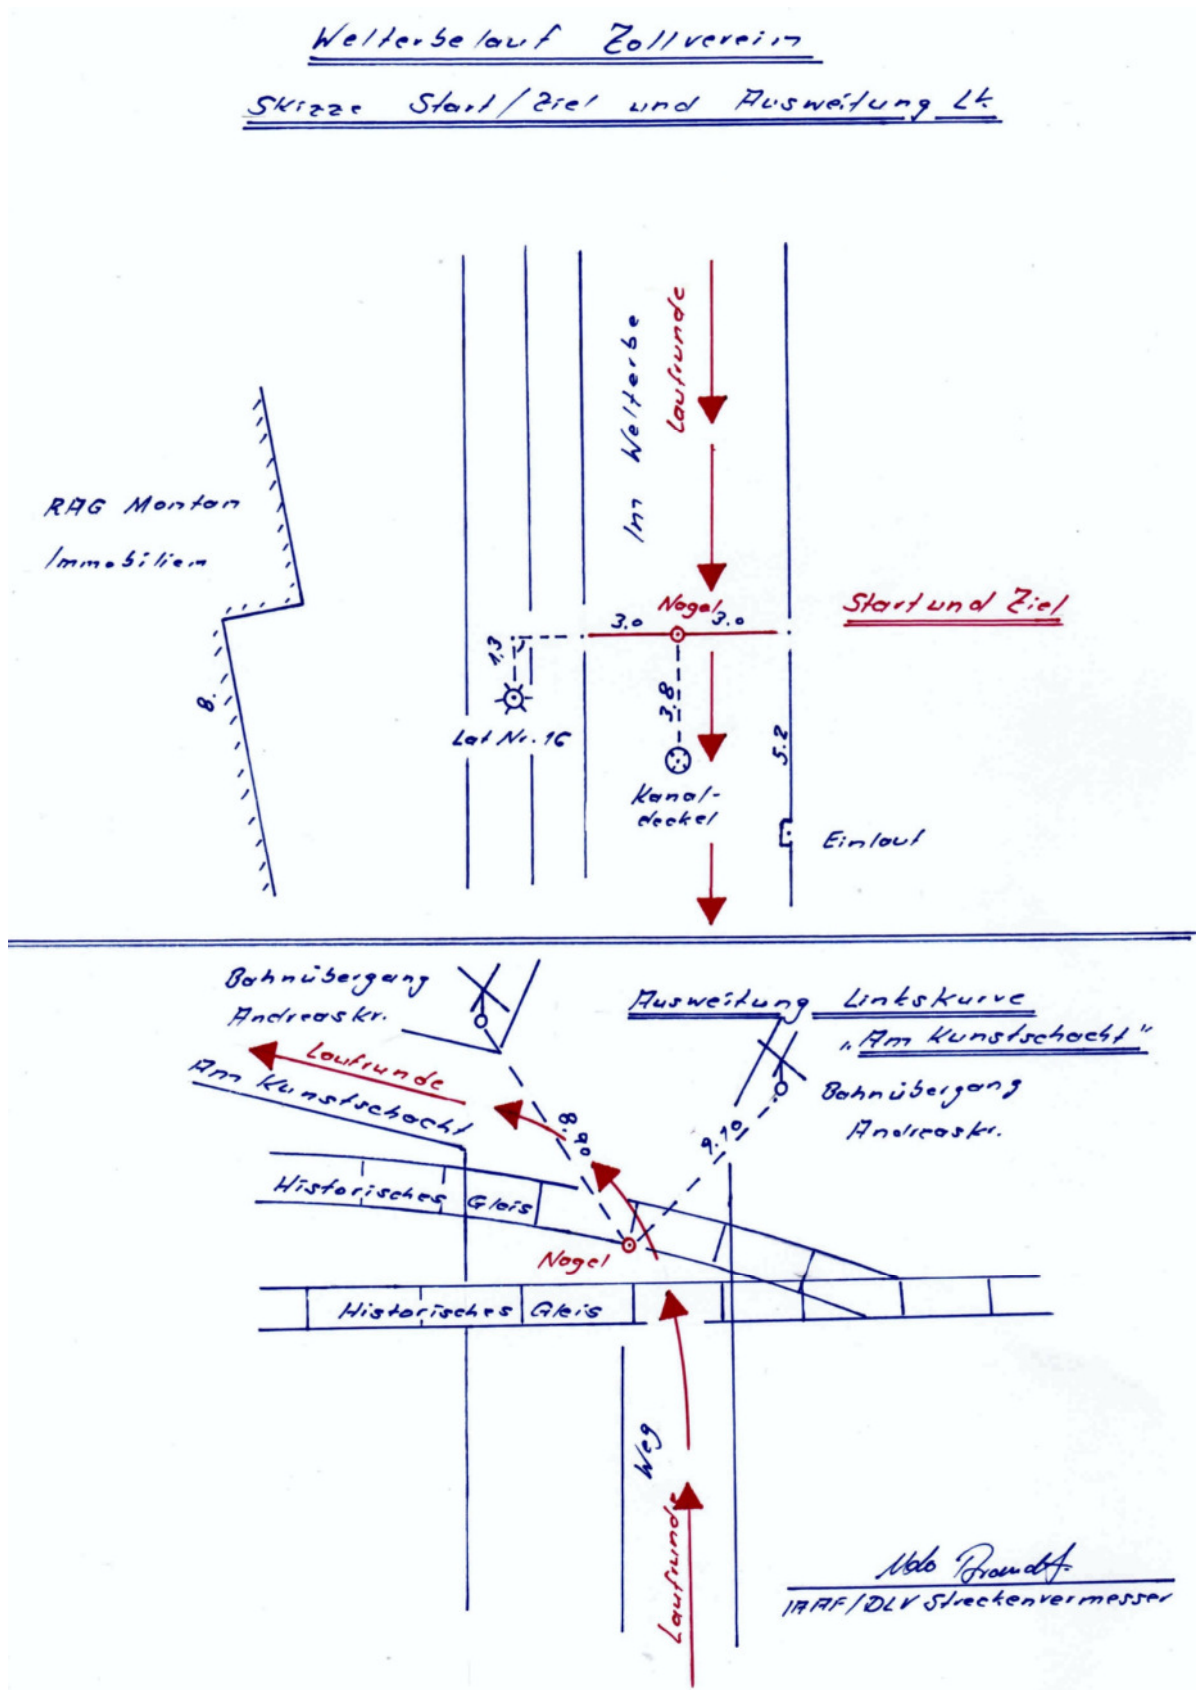 Welterbelauf Zollverein
Skizze Start/Ziel und Ausweitung Lk.
Im Welterbe
Laufrunde
RAG Montan
Immobilien
8.
Nagel
3.0
3.0
Start und Ziel
1,3
3.8
5.2
Lat Nr. 16
Kanal-
deckel
Einlauf
Bahnübergang
Andreaskr.
Ausweitung Linkskurve
"Am Kunstschacht"
Laufrunde
Am Kunstschacht
Bahnübergang
Andreaskr.
8.90
9.70
Historisches Gleis
Nagel
Historisches Gleis
Weg
Laufrunde
IAAF/DLV Streckenvermesser